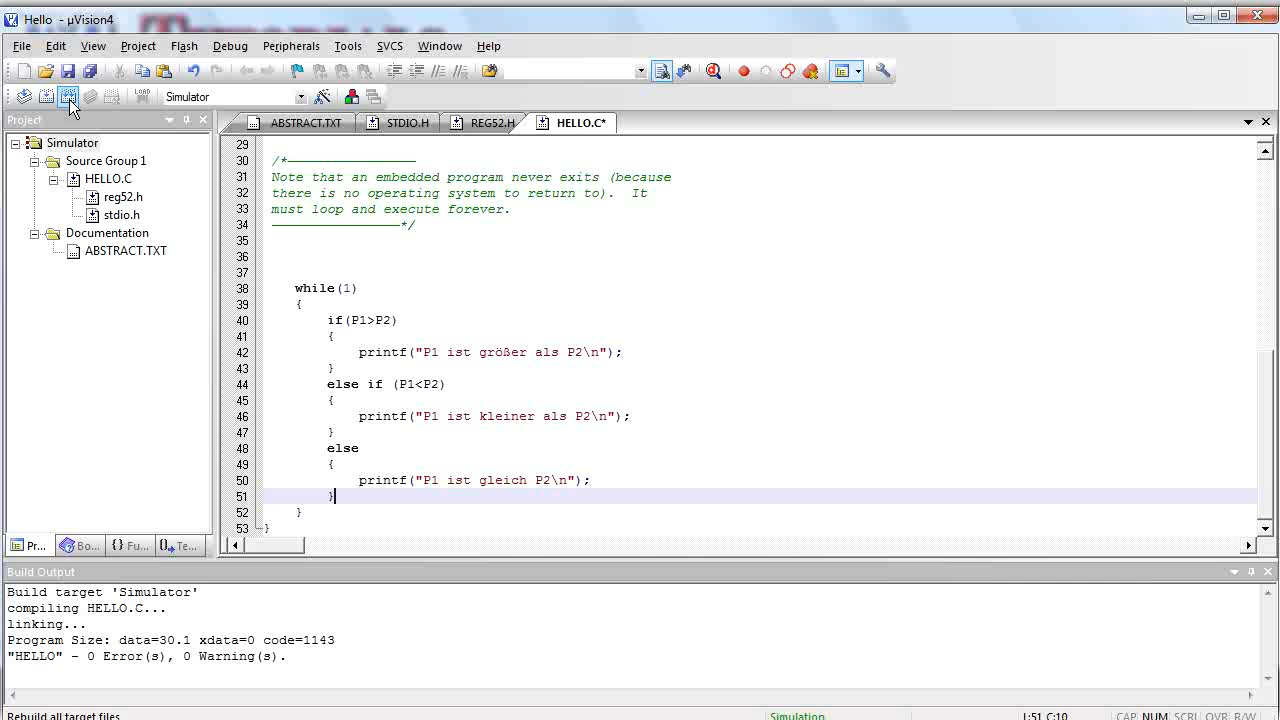 Hello - µVision4
File Edit View Project Flash Debug Peripherals Tools SVCS Window Help
LOAD Simulator
Project
ABSTRACT.TXT STDIO.H REG52.H HELLO.C*
Simulator
Source Group 1
HELLO.C
reg52.h
stdio.h
Documentation
ABSTRACT.TXT
29
30 /*
31 Note that an embedded program never exits (because
32 there is no operating system to return to). It
33 must loop and execute forever.
34 */
35
36
37
38 while(1)
39 {
40 if(P1>P2)
41 {
42 printf("P1 ist größer als P2\n");
43 }
44 else if (P1<P2)
45 {
46 printf("P1 ist kleiner als P2\n");
47 }
48 else
49 {
50 printf("P1 ist gleich P2\n");
51 }
52 }
53 }
Pr... Bo... {} Fu... Te...
Build Output
Build target 'Simulator'
compiling HELLO.C...
linking...
Program Size: data=30.1 xdata=0 code=1143
"HELLO" - 0 Error(s), 0 Warning(s).
Rebuild all target files Simulation L:51 C:10 CAP NUM SCRL OVR R/W